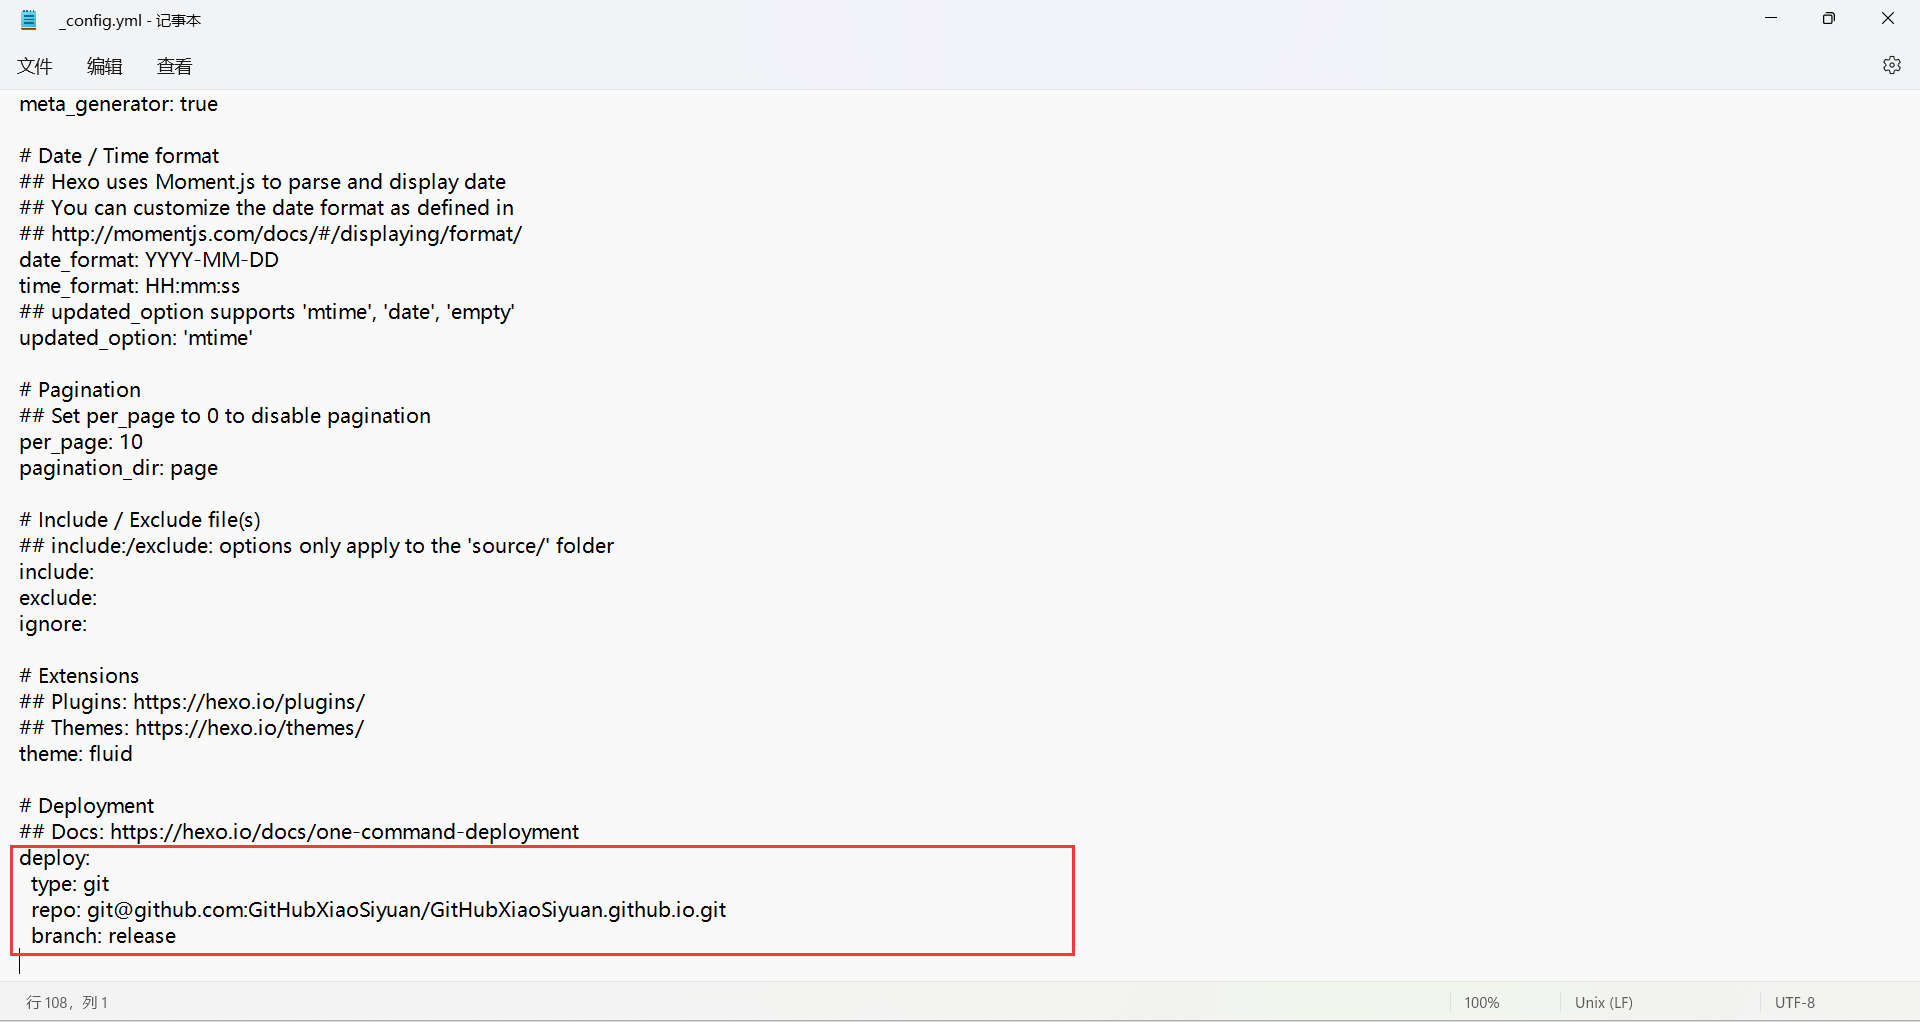 _config.yml - 记事本
文件 编辑 查看
meta_generator: true
# Date / Time format
## Hexo uses Moment.js to parse and display date
## You can customize the date format as defined in
## http://momentjs.com/docs/#/displaying/format/
date_format: YYYY-MM-DD
time_format: HH:mm:ss
## updated_option supports 'mtime', 'date', 'empty'
updated_option: 'mtime'
# Pagination
## Set per_page to 0 to disable pagination
per_page: 10
pagination_dir: page
# Include / Exclude file(s)
## include:/exclude: options only apply to the 'source/' folder
include:
exclude:
ignore:
# Extensions
## Plugins: https://hexo.io/plugins/
## Themes: https://hexo.io/themes/
theme: fluid
# Deployment
## Docs: https://hexo.io/docs/one-command-deployment
deploy:
  type: git
  repo: git@github.com:GitHubXiaoSiyuan/GitHubXiaoSiyuan.github.io.git
  branch: release
行 108，列 1 100% Unix (LF) UTF-8